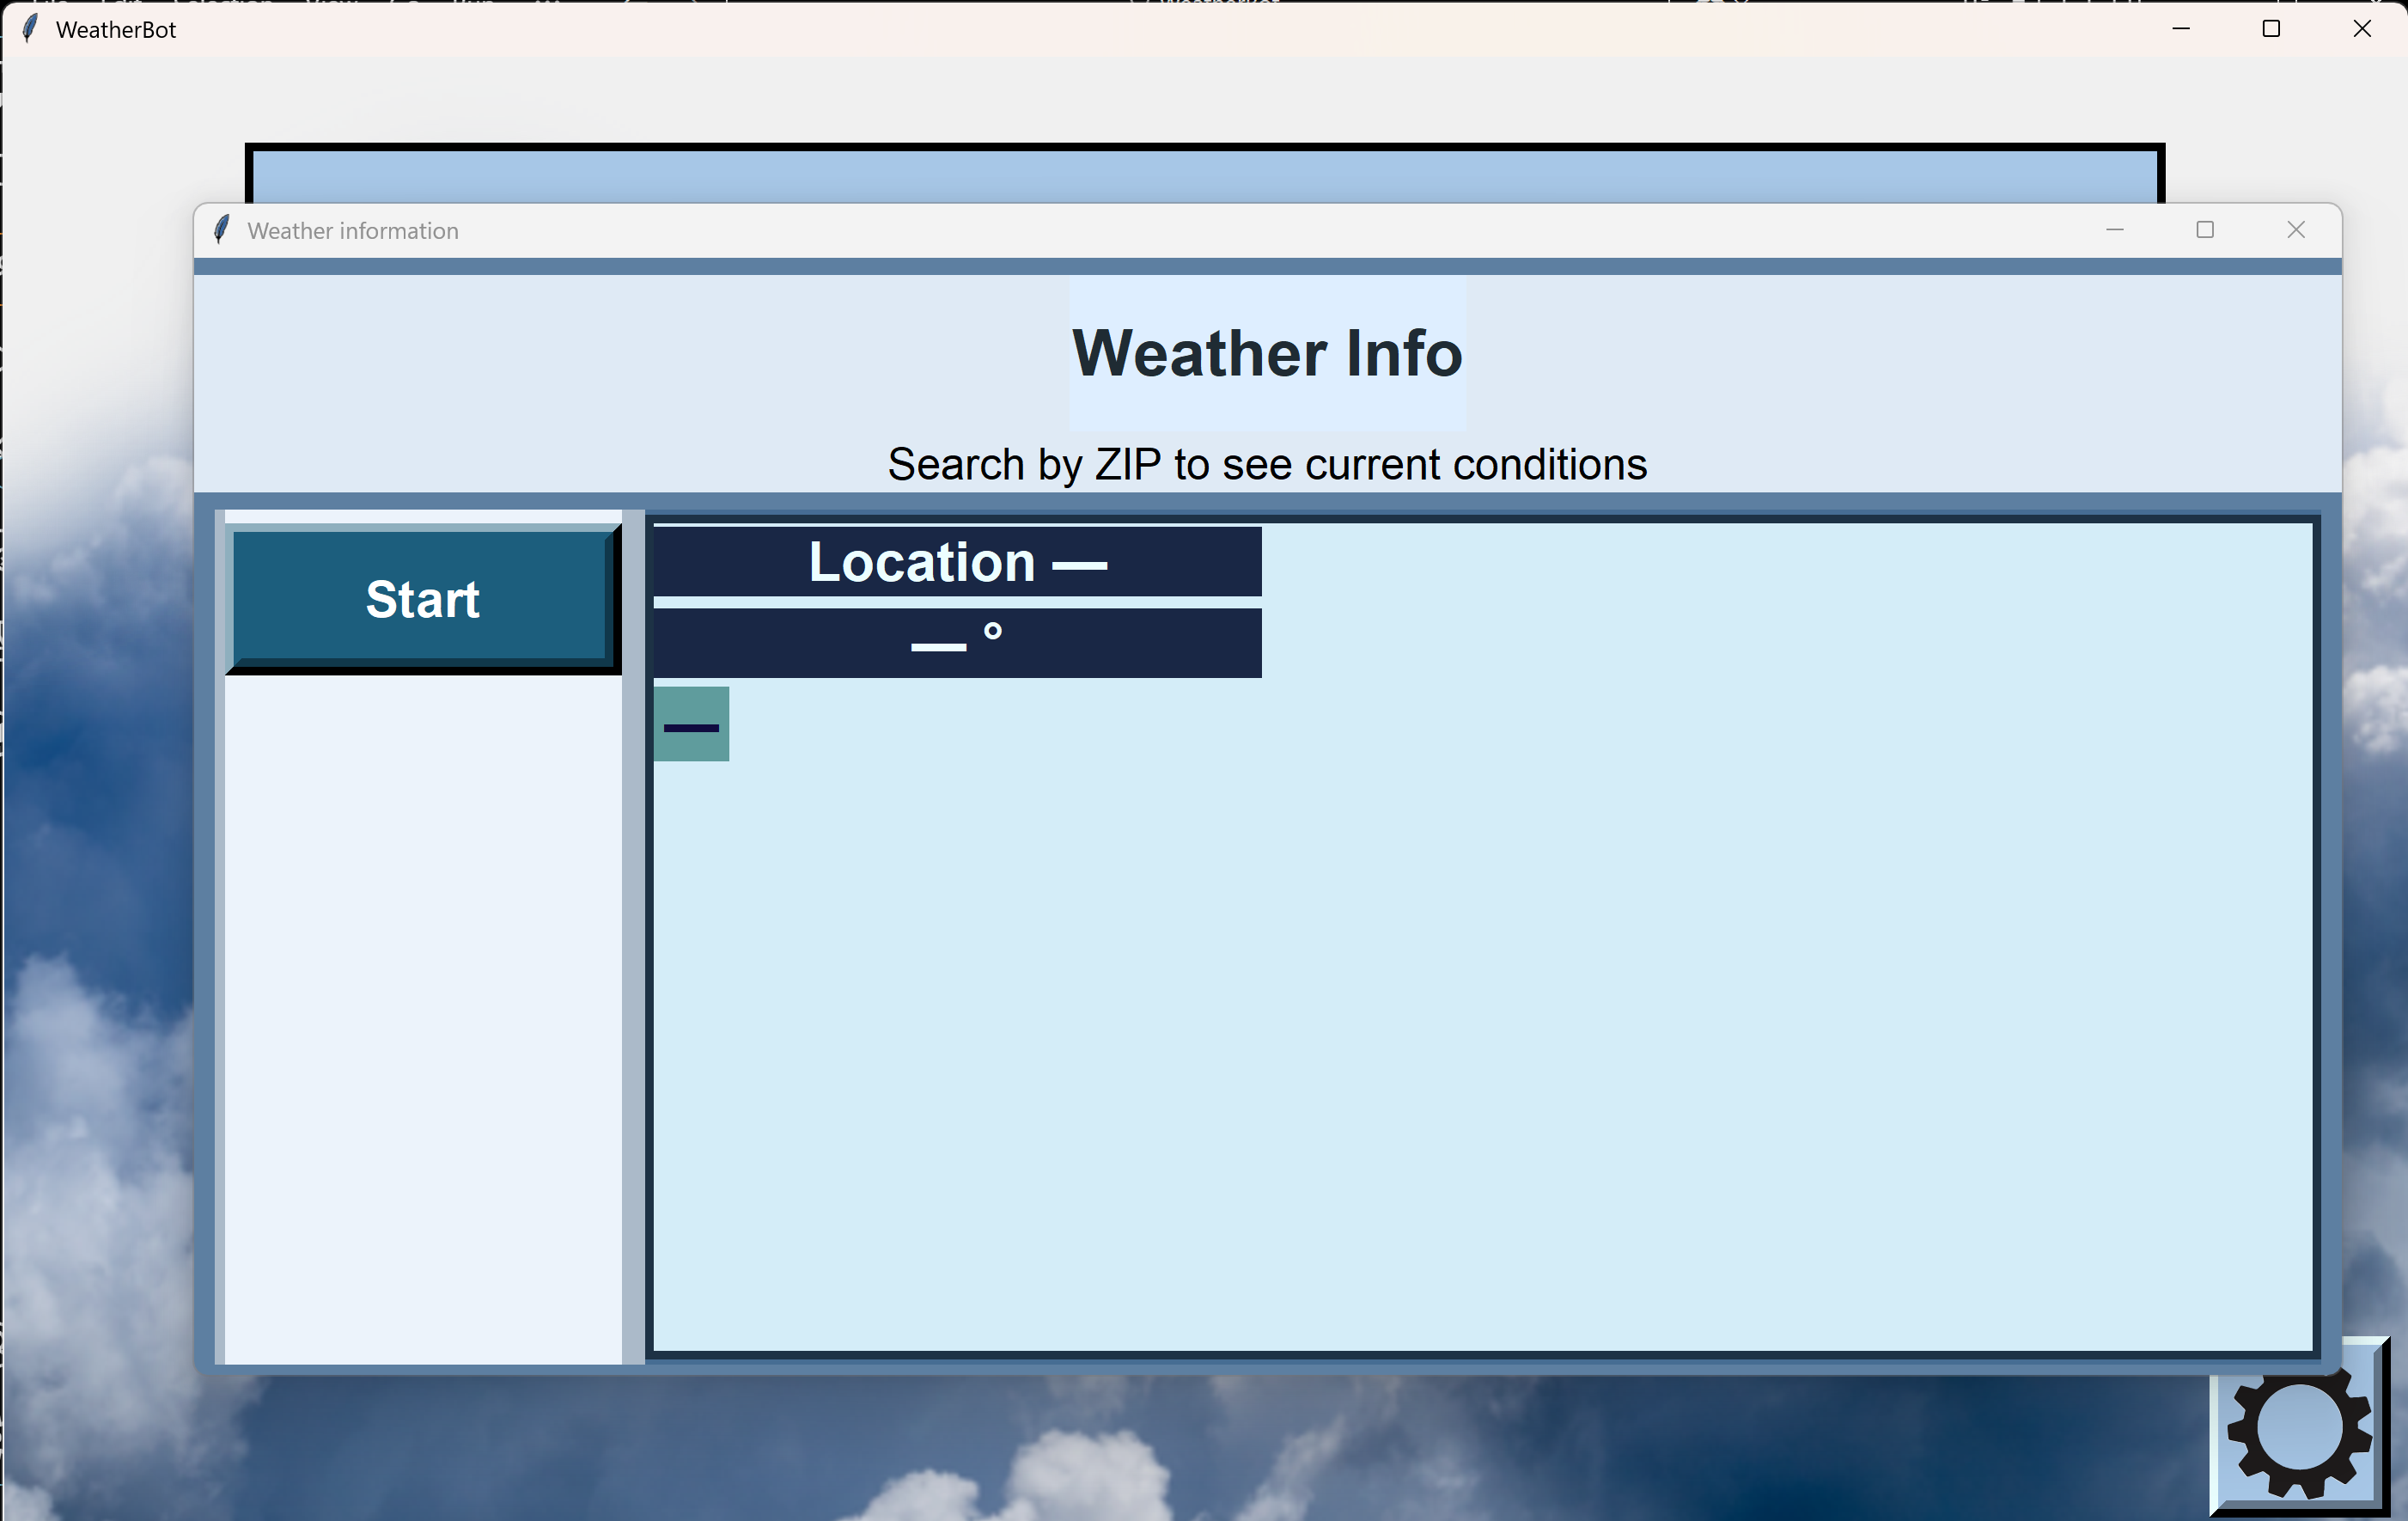 WeatherBot
Weather information
Weather Info
Search by ZIP to see current conditions
Start
Location —
— °
—